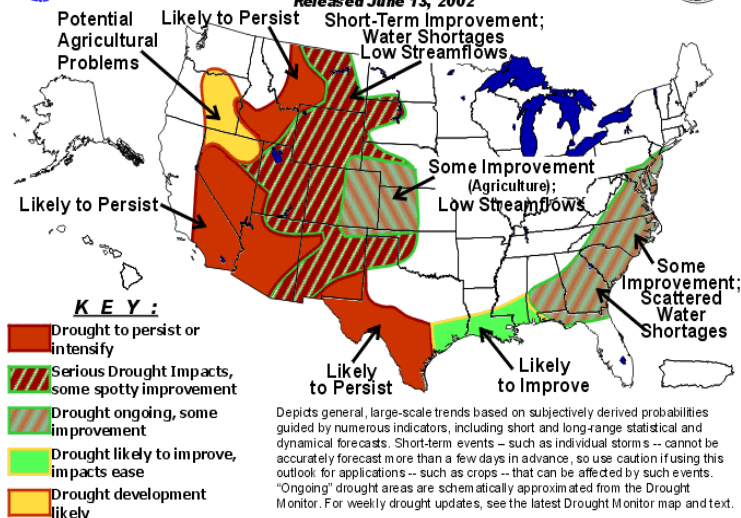 Released June 13, 2002
Potential
Agricultural
Problems
Likely to Persist
Short-Term Improvement;
Water Shortages
Low Streamflows
Likely to Persist
Some Improvement
(Agriculture);
Low Streamflows
Some
Improvement;
Scattered
Water
Shortages
Likely
to Persist
Likely
to Improve
K E Y :
Drought to persist or
intensify
Serious Drought Impacts,
some spotty improvement
Drought ongoing, some
improvement
Drought likely to improve,
impacts ease
Drought development
likely
Depicts general, large-scale trends based on subjectively derived probabilities
guided by numerous indicators, including short and long-range statistical and
dynamical forecasts. Short-term events -- such as individual storms -- cannot be
accurately forecast more than a few days in advance, so use caution if using this
outlook for applications -- such as crops -- that can be affected by such events.
"Ongoing" drought areas are schematically approximated from the Drought
Monitor. For weekly drought updates, see the latest Drought Monitor map and text.